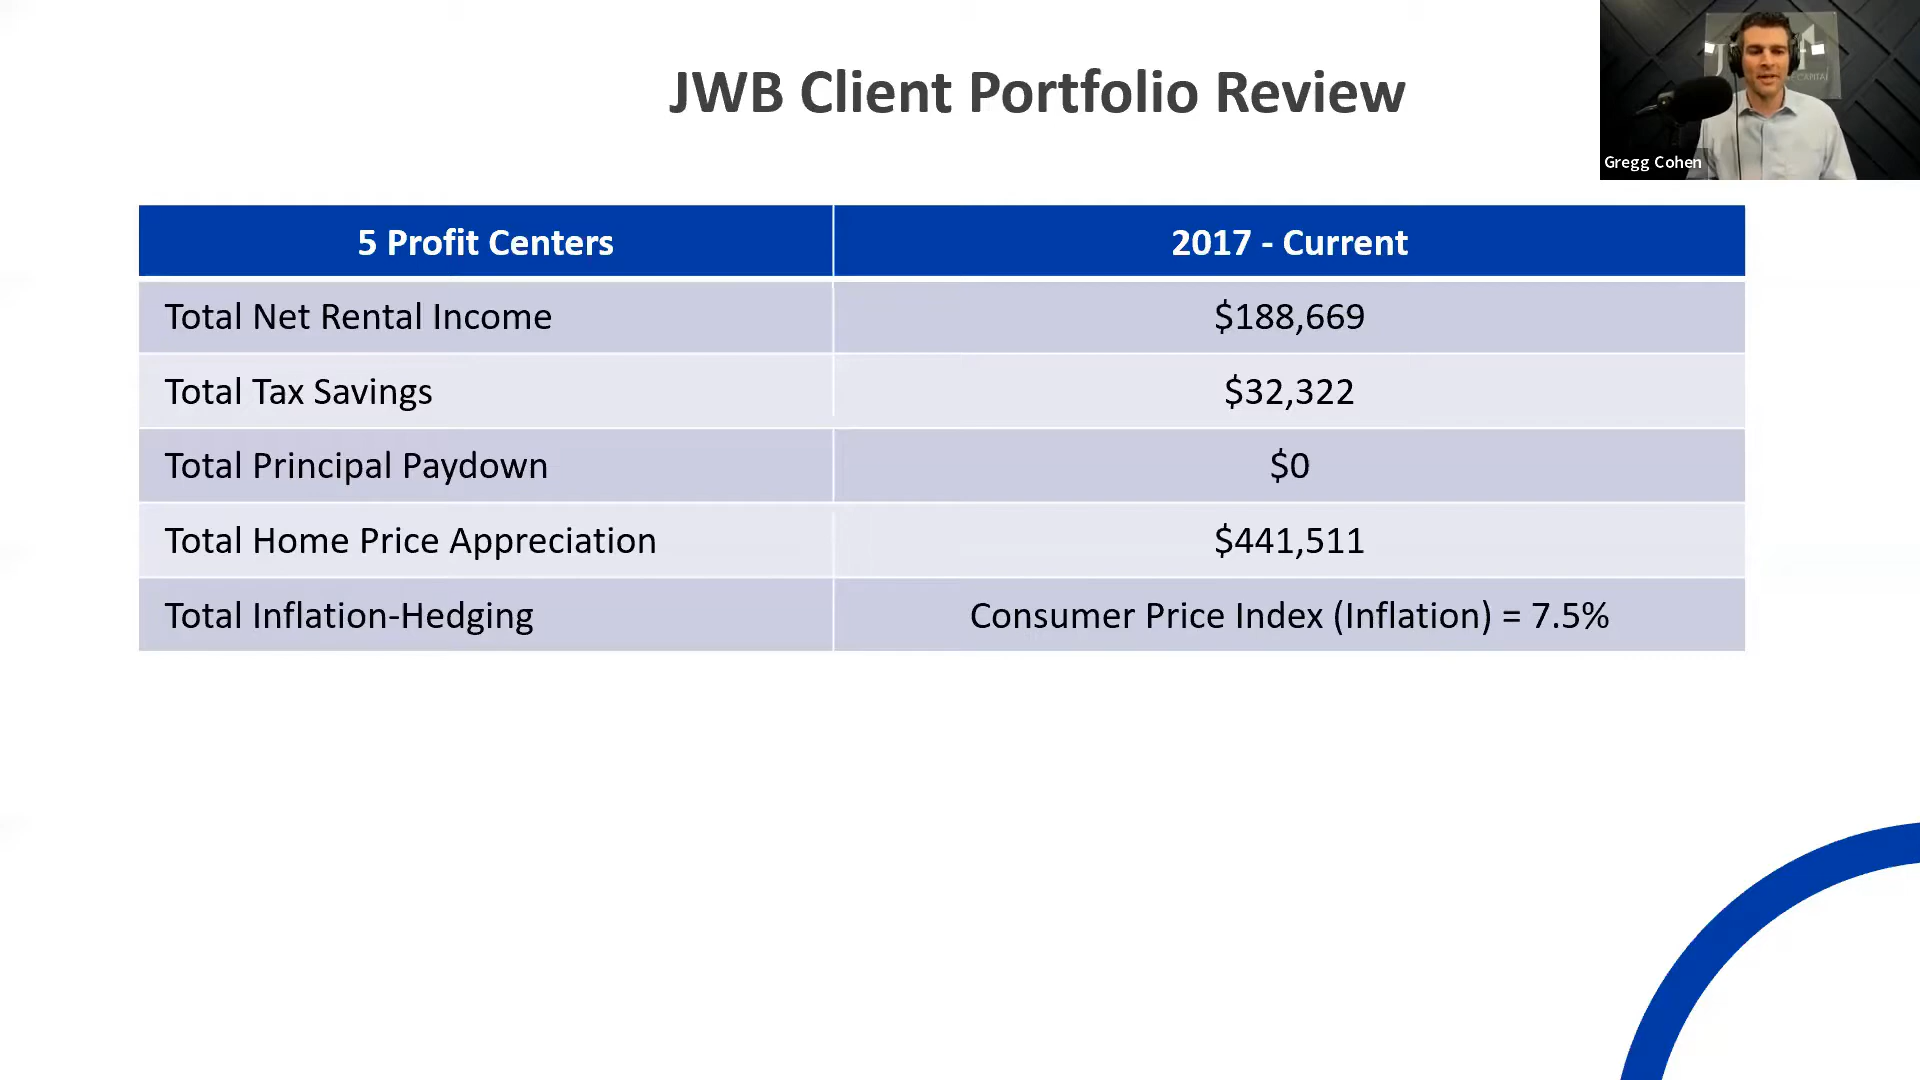 JWB Client Portfolio Review
Gregg Cohen
5 Profit Centers
2017 - Current
Total Net Rental Income
$188,669
Total Tax Savings
$32,322
Total Principal Paydown
$0
Total Home Price Appreciation
$441,511
Total Inflation-Hedging
Consumer Price Index (Inflation) = 7.5%